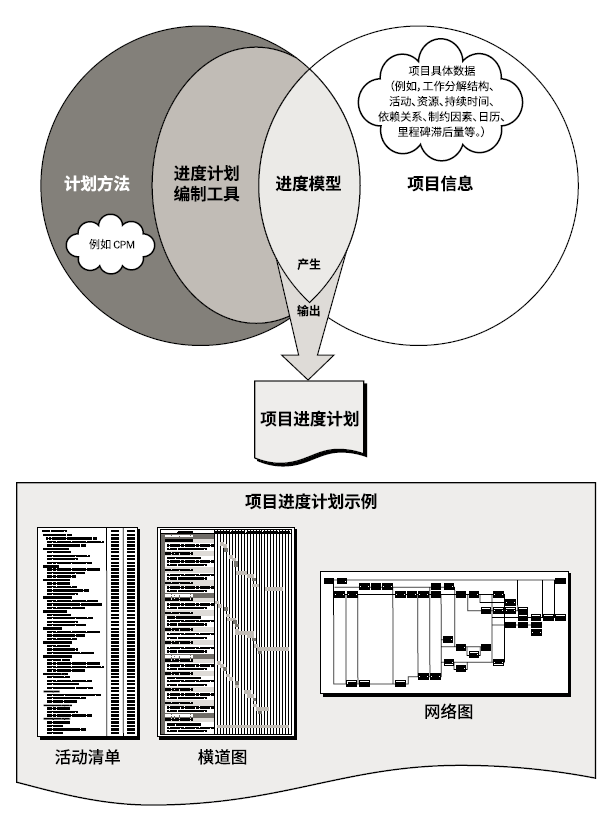 项目具体数据
（例如，工作分解结构、
活动、资源、持续时间、
依赖关系、制约因素、日历、
里程碑滞后量等。）
计划方法
进度计划
编制工具
进度模型
项目信息
例如 CPM
产生
输出
项目进度计划
项目进度计划示例
活动清单
横道图
网络图